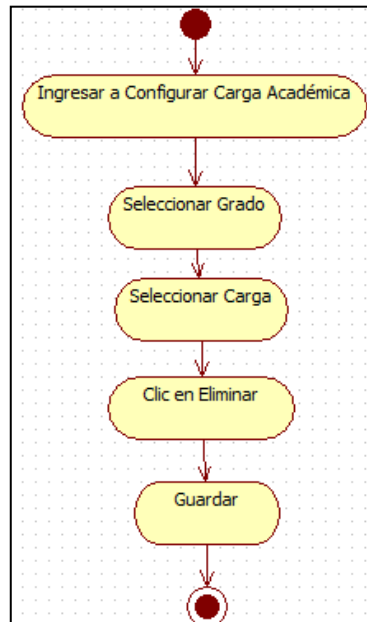 Ingresar a Configurar Carga Académica
Seleccionar Grado
Seleccionar Carga
Clic en Eliminar
Guardar